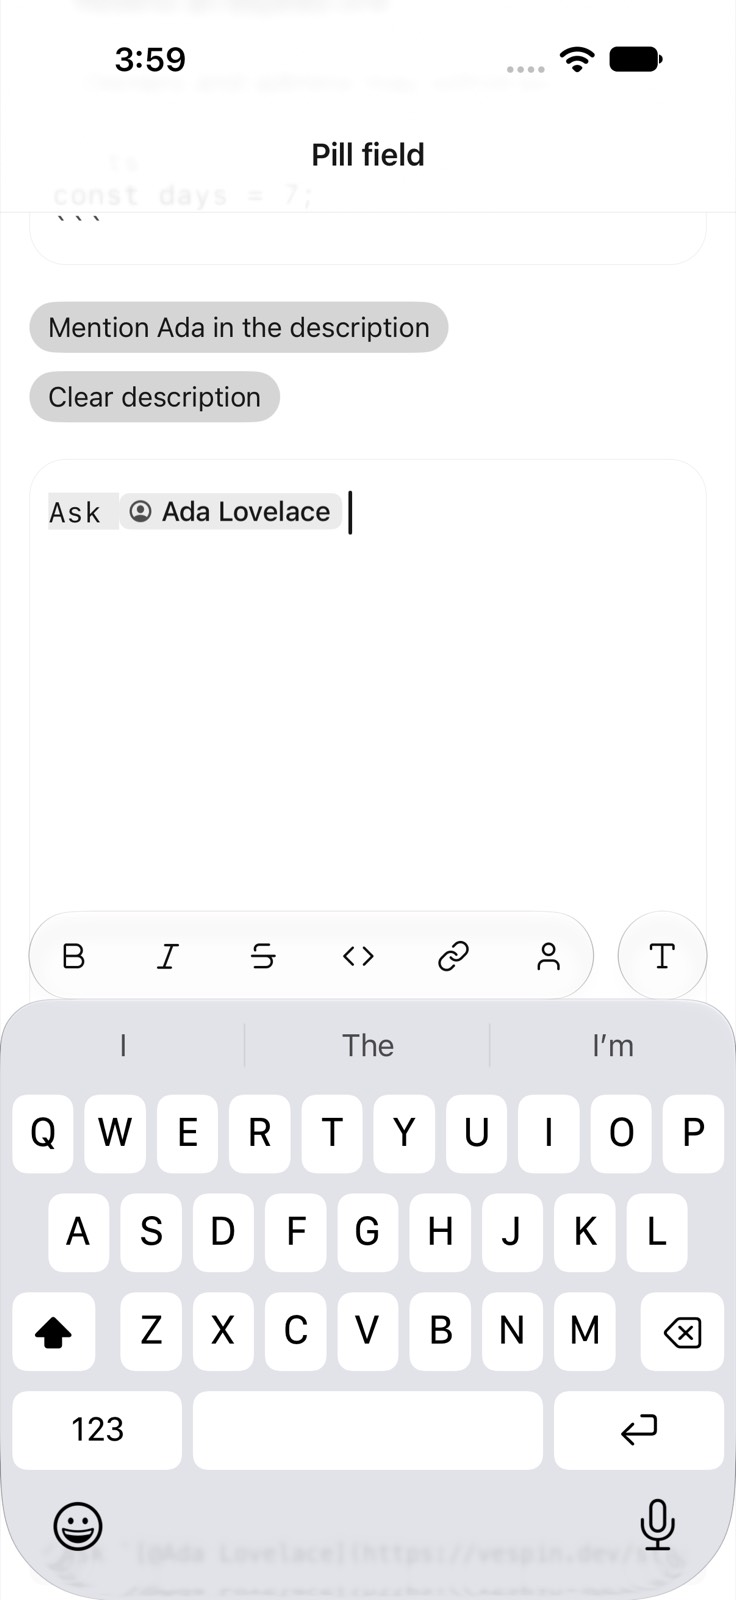 3:59
Pill field
const days = 7;
```
Mention Ada in the description
Clear description
Ask Ada Lovelace
B I S <> T
I The I'm
Q W E R T Y U I O P
A S D F G H J K L
Z X C V B N M
123
[@Ada Lovelace](https://vespin.dev/s